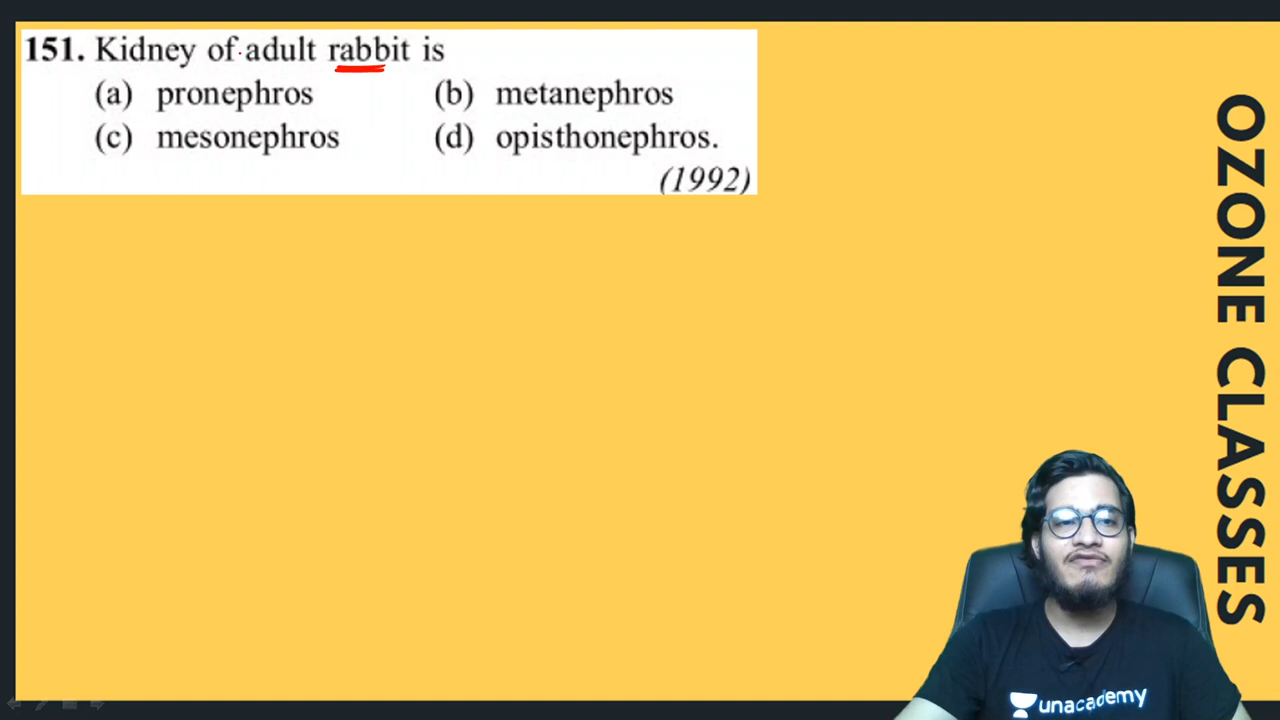 151. Kidney of adult rabbit is
(a) pronephros (b) metanephros
(c) mesonephros (d) opisthonephros.
(1992)
OZONE CLASSES
unacademy